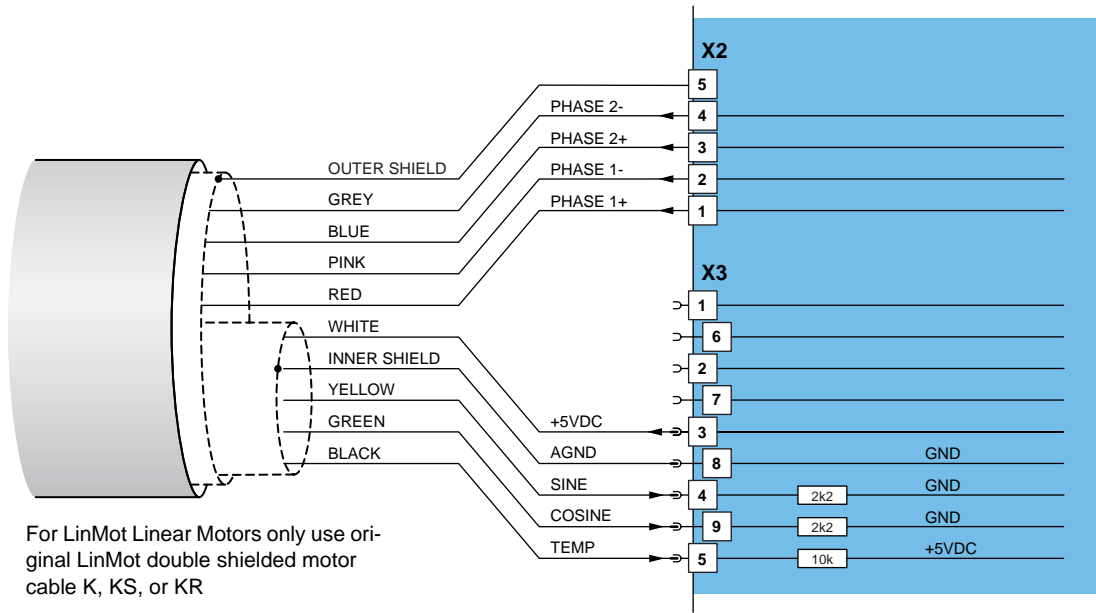 X2
5
PHASE 2-
4
PHASE 2+
3
OUTER SHIELD
PHASE 1-
2
GREY
PHASE 1+
1
BLUE
PINK
X3
RED
1
WHITE
6
INNER SHIELD
2
YELLOW
7
GREEN
+5VDC
3
BLACK
AGND
8
GND
SINE
4
2k2
GND
COSINE
9
2k2
GND
TEMP
5
10k
+5VDC
For LinMot Linear Motors only use ori-
ginal LinMot double shielded motor
cable K, KS, or KR